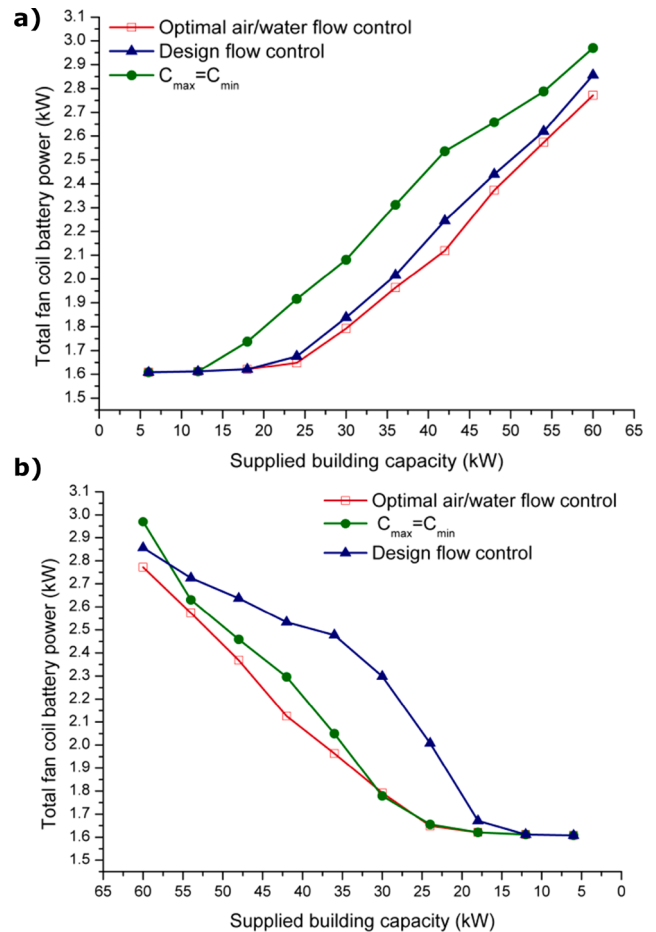 a)
Optimal air/water flow control
Design flow control
Cmax=Cmin
Total fan coil battery power (kW)
3.1
3.0
2.9
2.8
2.7
2.6
2.5
2.4
2.3
2.2
2.1
2.0
1.9
1.8
1.7
1.6
1.5
0 5 10 15 20 25 30 35 40 45 50 55 60 65
Supplied building capacity (kW)
b)
Optimal air/water flow control
Cmax=Cmin
Design flow control
Total fan coil battery power (kW)
3.1
3.0
2.9
2.8
2.7
2.6
2.5
2.4
2.3
2.2
2.1
2.0
1.9
1.8
1.7
1.6
1.5
65 60 55 50 45 40 35 30 25 20 15 10 5 0
Supplied building capacity (kW)